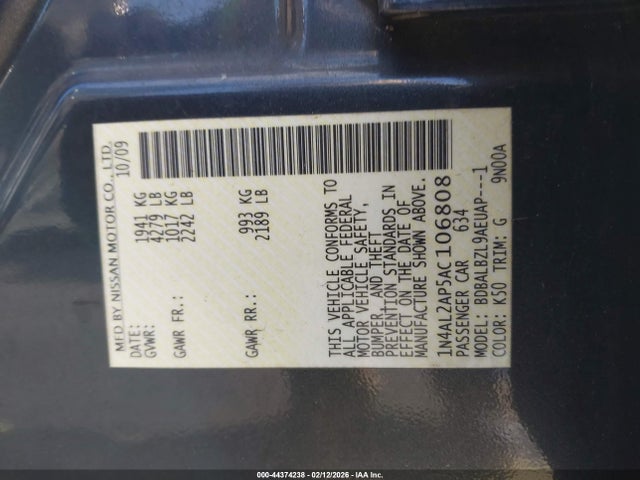 MFD BY NISSAN MOTOR CO., LTD.
DATE: 10/09
GVWR: 1941 KG
4279 LB
GAWR FR: 1017 KG
2242 LB
GAWR RR: 993 KG
2189 LB
THIS VEHICLE CONFORMS TO
ALL APPLICABLE FEDERAL
MOTOR VEHICLE SAFETY,
BUMPER, AND THEFT
PREVENTION STANDARDS IN
EFFECT ON THE DATE OF
MANUFACTURE SHOWN ABOVE.
1N4AL2AP5AC106808
PASSENGER CAR 634
MODEL: BDBALBZL9AEUAP----1
COLOR: K50 TRIM: G 9N00A
000-44374238 - 02/12/2026 - IAA Inc.